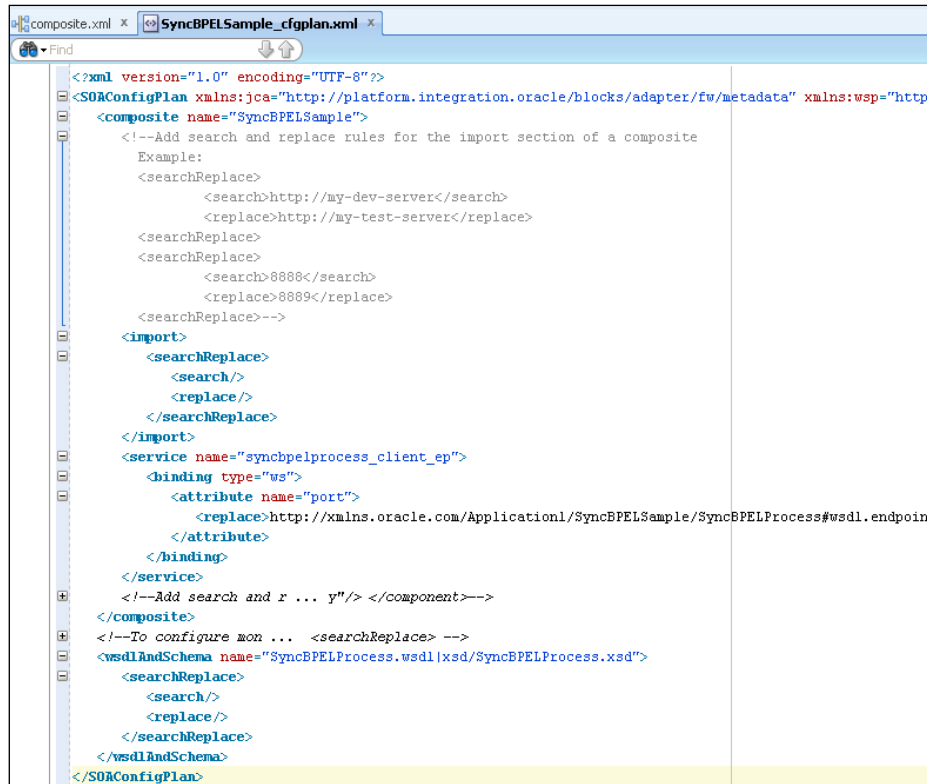 composite.xml x SyncBPELSample_cfgplan.xml x
Find
<?xml version="1.0" encoding="UTF-8"?>
<SOAConfigPlan xmlns:jca="http://platform.integration.oracle/blocks/adapter/fw/metadata" xmlns:wsp="http
<composite name="SyncBPELSample">
<!--Add search and replace rules for the import section of a composite
Example:
<searchReplace>
<search>http://my-dev-server</search>
<replace>http://my-test-server</replace>
<searchReplace>
<searchReplace>
<search>8888</search>
<replace>8889</replace>
<searchReplace>-->
<import>
<searchReplace>
<search/>
<replace/>
</searchReplace>
</import>
<service name="syncbpelprocess_client_ep">
<binding type="ws">
<attribute name="port">
<replace>http://xmlns.oracle.com/Application1/SyncBPELSample/SyncBPELProcess#wsdl.endpoin
</attribute>
</binding>
</service>
<!--Add search and r ... y"/> </component>-->
</composite>
<!--To configure mon ... <searchReplace> -->
<wsdlAndSchema name="SyncBPELProcess.wsdl|xsd/SyncBPELProcess.xsd">
<searchReplace>
<search/>
<replace/>
</searchReplace>
</wsdlAndSchema>
</SOAConfigPlan>